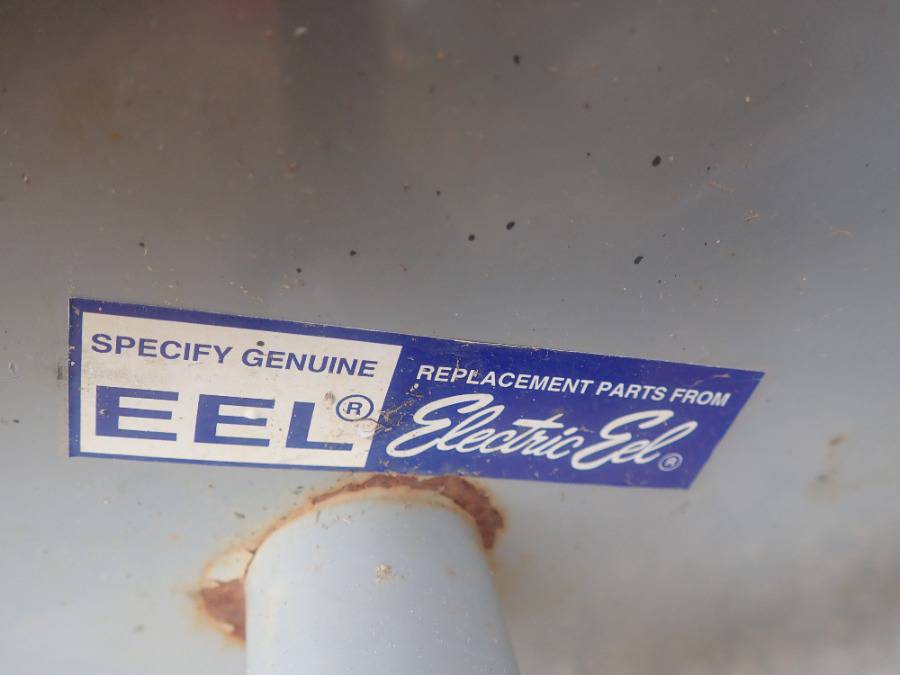 SPECIFY GENUINE
EEL®
REPLACEMENT PARTS FROM
Electric Eel®